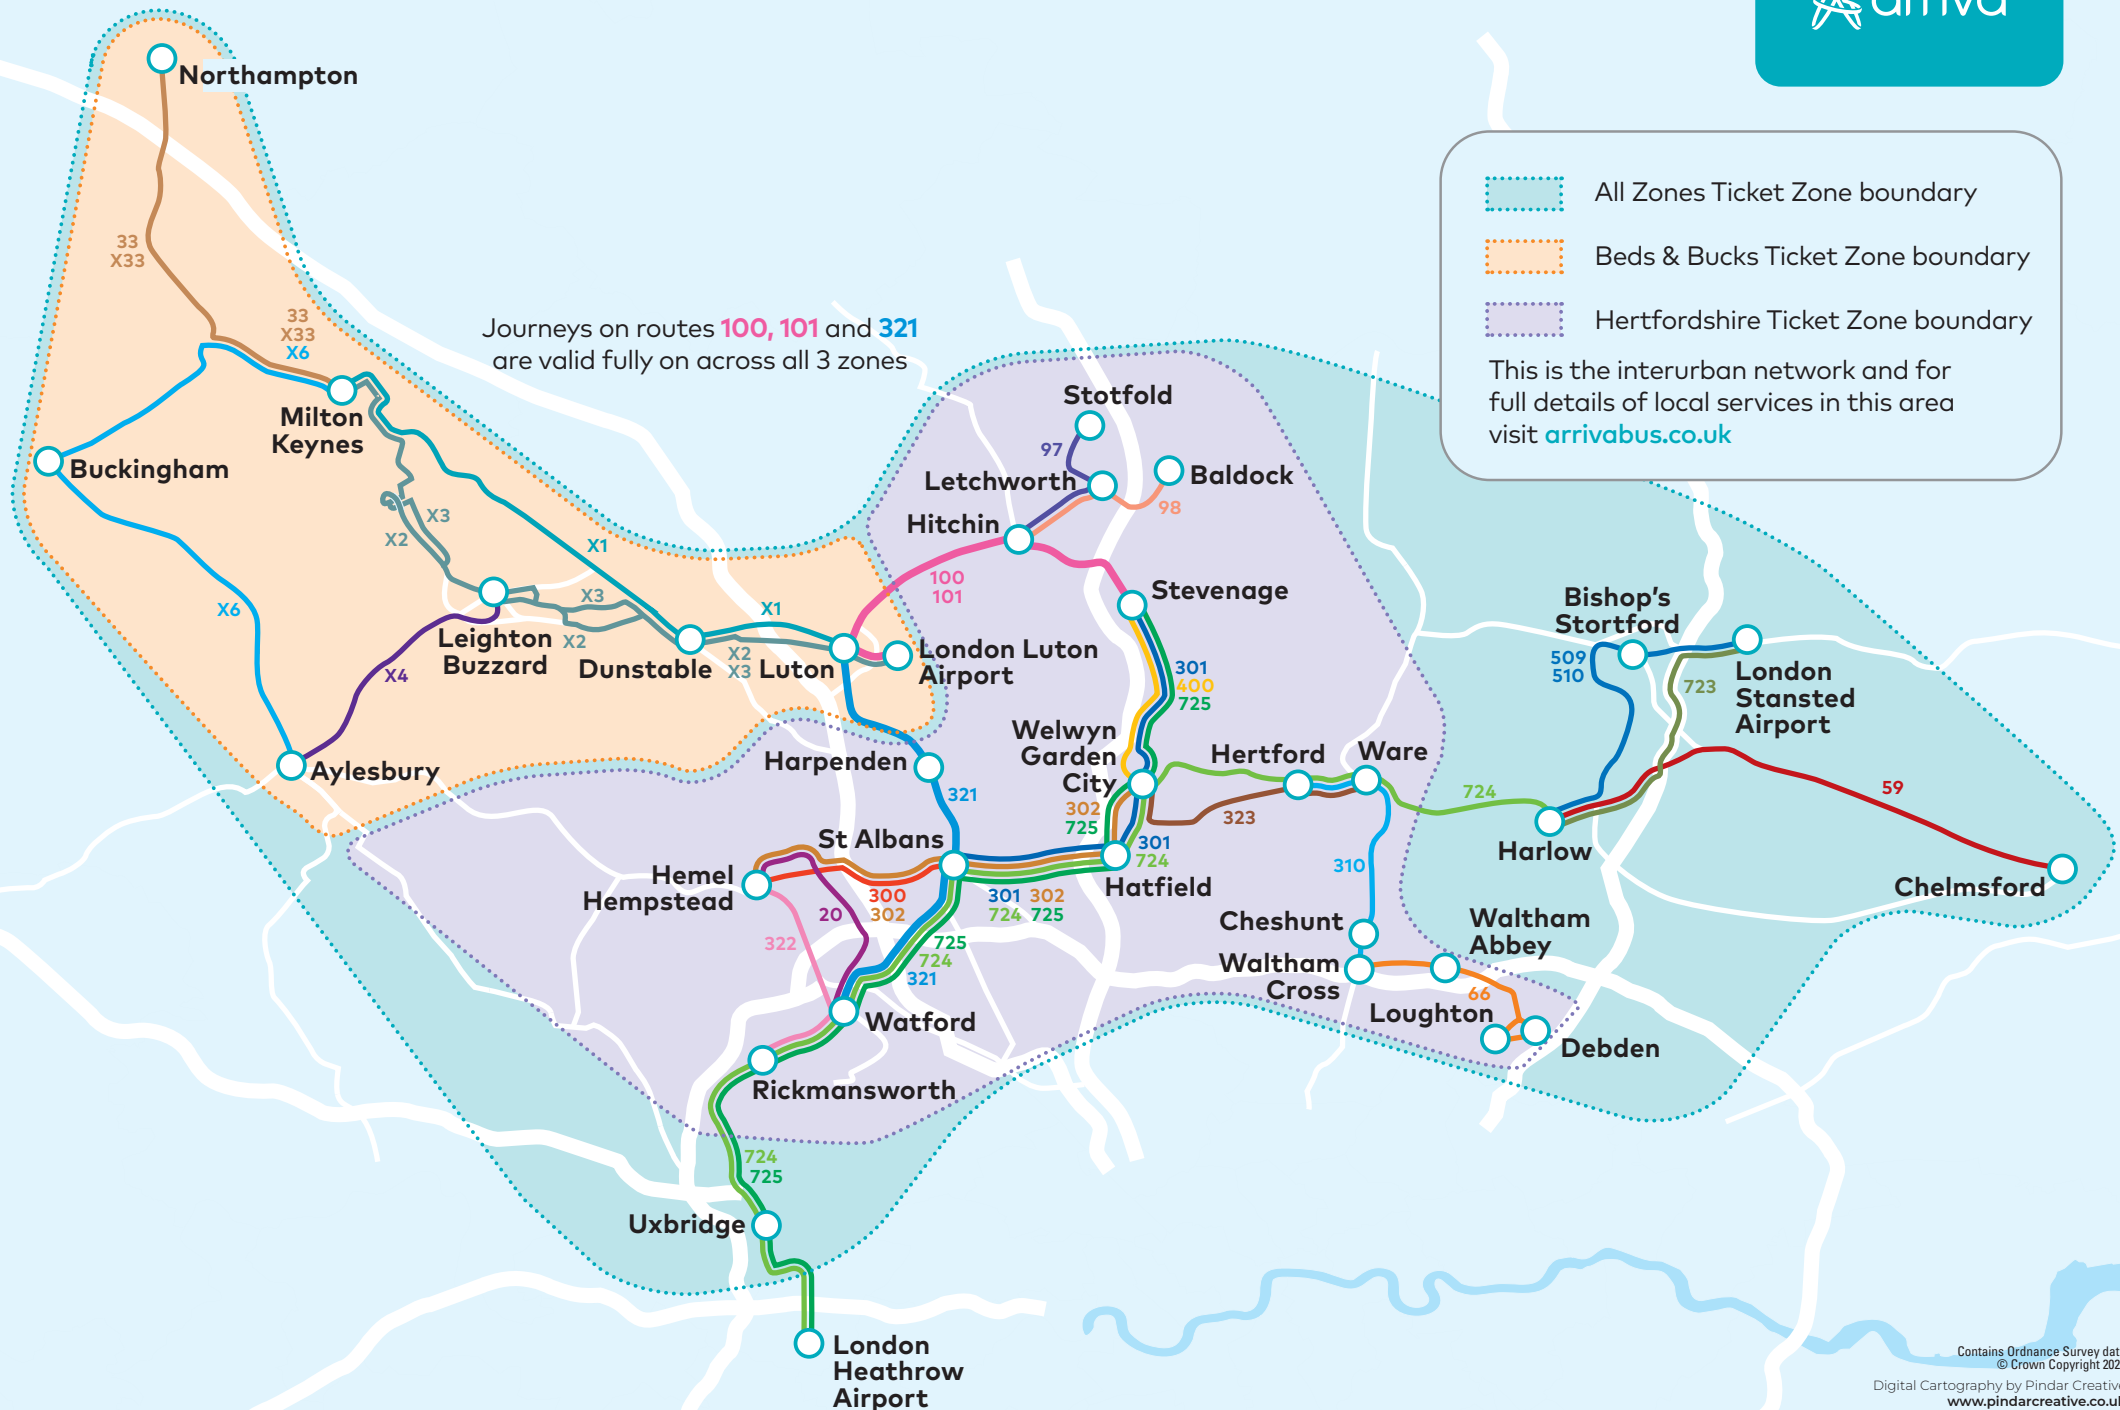 arriva
Northampton
33
X33
33
X33
X6
Milton
Keynes
Buckingham
X6
X3
X2
X1
X4
Leighton
Buzzard
X3
X2
Dunstable
X1
X2
X3
Luton
London Luton
Airport
Aylesbury
Journeys on routes 100, 101 and 321
are valid fully on across all 3 zones
All Zones Ticket Zone boundary
Beds & Bucks Ticket Zone boundary
Hertfordshire Ticket Zone boundary
This is the interurban network and for
full details of local services in this area
visit arrivabus.co.uk
Stotfold
97
Letchworth
Baldock
98
Hitchin
100
101
Stevenage
301
400
725
Welwyn
Garden
City
Hertford
Ware
302
725
323
301
724
Hatfield
Harpenden
321
St Albans
Hemel
Hempstead
300
302
20
322
301 302
724 725
725
724
321
Watford
Rickmansworth
724
725
Uxbridge
London
Heathrow
Airport
310
Cheshunt
Waltham
Cross
Waltham
Abbey
66
Loughton
Debden
724
Harlow
Bishop's
Stortford
509
510
723
London
Stansted
Airport
59
Chelmsford
Contains Ordnance Survey dat
© Crown Copyright 202
Digital Cartography by Pindar Creative
www.pindarcreative.co.u